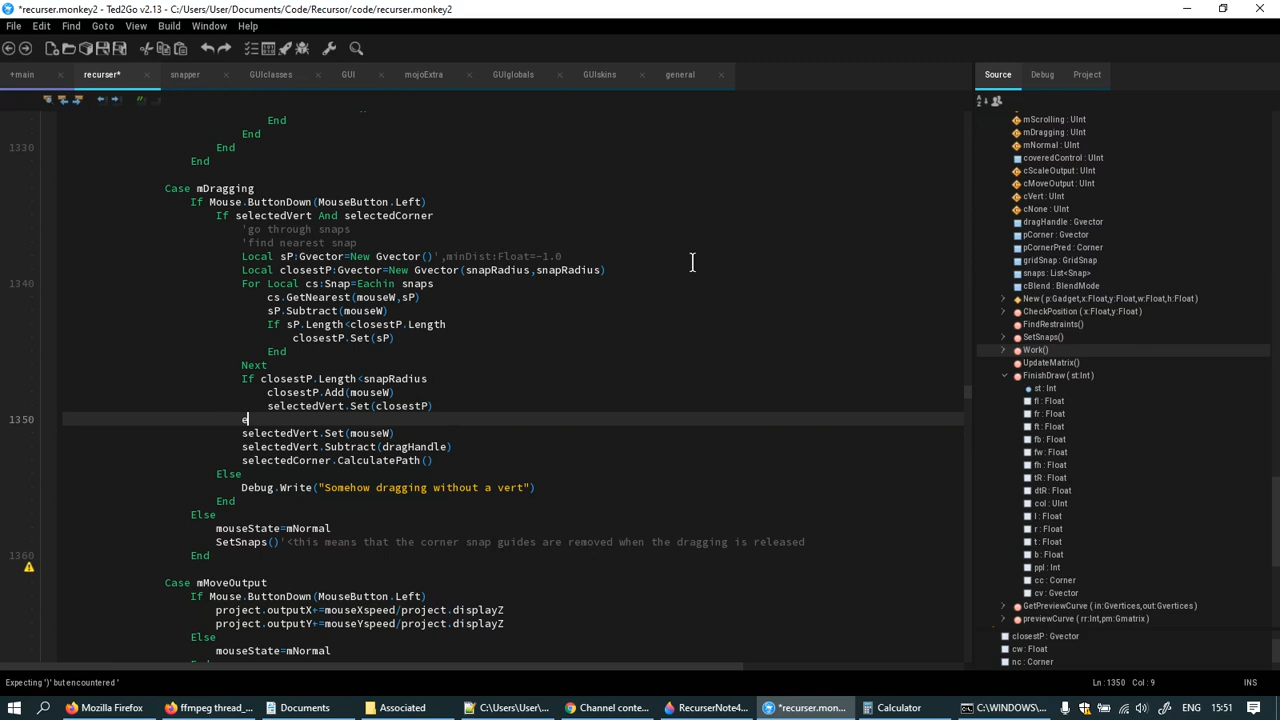 *recurser.monkey2 - Ted2Go v2.13 - C:/Users/User/Documents/Code/Recursor/code/recurser.monkey2
File Edit Find Goto View Build Window Help
+main recurser* snapper GUIclasses GUI mojoExtra GUIglobals GUIskins general
Source Debug Project
End
End
1330 End
End
Case mDragging
If Mouse.ButtonDown(MouseButton.Left)
If selectedVert And selectedCorner
'go through snaps
'find nearest snap
Local sP:Gvector=New Gvector()',minDist:Float=-1.0
Local closestP:Gvector=New Gvector(snapRadius,snapRadius)
1340 For Local cs:Snap=Eachin snaps
cs.GetNearest(mouseW,sP)
sP.Subtract(mouseW)
If sP.Length<closestP.Length
closestP.Set(sP)
End
Next
If closestP.Length<snapRadius
closestP.Add(mouseW)
selectedVert.Set(closestP)
1350 e
selectedVert.Set(mouseW)
selectedVert.Subtract(dragHandle)
selectedCorner.CalculatePath()
Else
Debug.Write("Somehow dragging without a vert")
End
Else
mouseState=mNormal
SetSnaps()'<this means that the corner snap guides are removed when the dragging is released
1360 End
Case mMoveOutput
If Mouse.ButtonDown(MouseButton.Left)
project.outputX+=mouseXspeed/project.displayZ
project.outputY+=mouseYspeed/project.displayZ
Else
mouseState=mNormal
mScrolling : UInt
mDragging : UInt
mNormal : UInt
coveredControl : UInt
cScaleOutput : UInt
cMoveOutput : UInt
cVert : UInt
cNone : UInt
dragHandle : Gvector
pCorner : Gvector
pCornerPred : Corner
gridSnap : GridSnap
snaps : List<Snap>
cBlend : BlendMode
New ( p:Gadget,x:Float,y:Float,w:Float,h:Float )
CheckPosition ( x:Float,y:Float )
FindRestraints()
SetSnaps()
Work()
UpdateMatrix()
FinishDraw ( st:Int )
st : Int
fl : Float
fr : Float
ft : Float
fb : Float
fw : Float
fh : Float
tR : Float
dtR : Float
col : UInt
l : Float
r : Float
t : Float
b : Float
ppl : Int
cc : Corner
cv : Gvector
GetPreviewCurve ( in:Gvertices,out:Gvertices )
previewCurve ( rr:Int,pm:Gmatrix )
closestP : Gvector
cw : Float
nc : Corner
Expecting ')' but encountered ' Ln : 1350 Col : 9 INS
Mozilla Firefox ffmpeg thread_... Documents Associated C:\Users\User\... Channel conte... RecurserNote4... *recurser.mon... Calculator C:\WINDOWS\... ENG 15:51